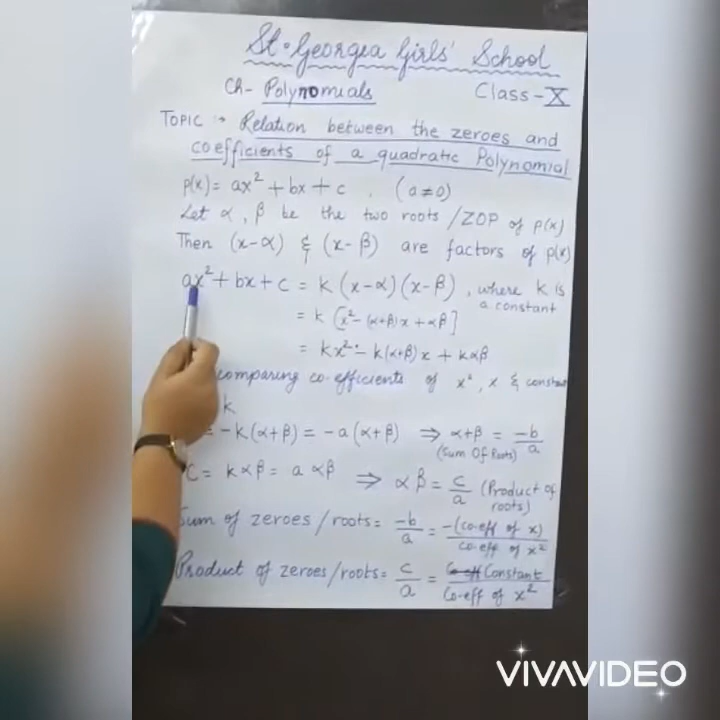 St. Georgea Girls' School
Ch- Polynomials Class-X
TOPIC :- Relation between the zeroes and
coefficients of a quadratic Polynomial
p(x)= ax² + bx + c . (a≠0)
Let α, β be the two roots /ZOP of p(x)
Then (x-α) & (x-β) are factors of p(x)
ax² + bx + c = k (x-α)(x-β), where k is
a constant
= k [x²- (α+β)x + αβ]
= kx² - k(α+β)x + kαβ
comparing co-efficients of x², x & constant
k
= -k(α+β) = -a(α+β) ⇒ α+β = -b/a
(Sum Of Roots)
C = kαβ = a αβ ⇒ αβ = c/a (Product of
roots)
Sum of zeroes/roots = -b/a = -(co-eff of x)/co-eff of x²
Product of zeroes/roots = c/a = Constant/Co-eff of x²
VIVAVIDEO